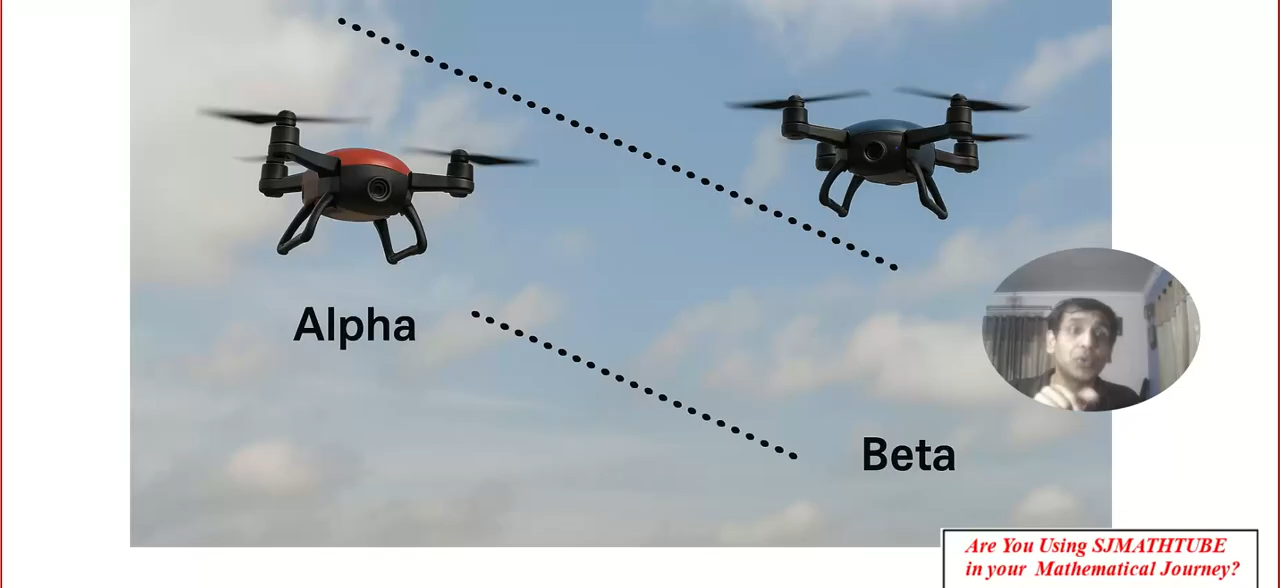 Alpha
Beta
Are You Using SJMATHTUBE
in your Mathematical Journey?